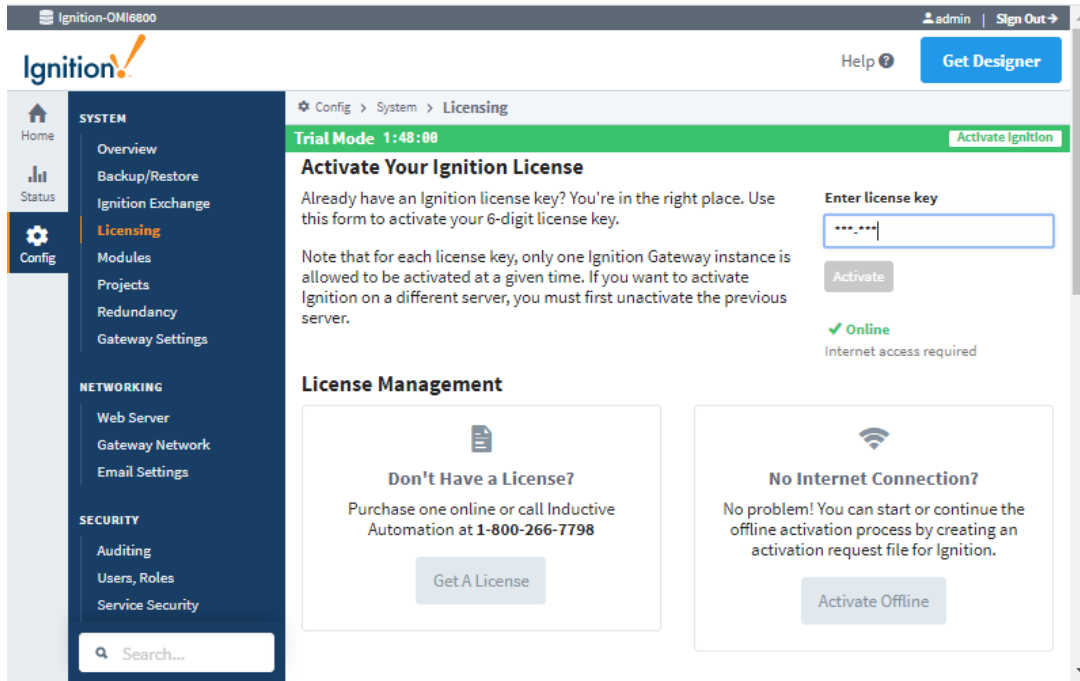 Ignition-OMI6800
admin | Sign Out
Ignition!
Help
Get Designer
Home
Status
Config
SYSTEM
Overview
Backup/Restore
Ignition Exchange
Licensing
Modules
Projects
Redundancy
Gateway Settings
NETWORKING
Web Server
Gateway Network
Email Settings
SECURITY
Auditing
Users, Roles
Service Security
Search...
Config > System > Licensing
Trial Mode 1:48:00
Activate Ignition
Activate Your Ignition License
Already have an Ignition license key? You're in the right place. Use
this form to activate your 6-digit license key.
Note that for each license key, only one Ignition Gateway instance is
allowed to be activated at a given time. If you want to activate
Ignition on a different server, you must first unactivate the previous
server.
Enter license key
***-***
Activate
Online
Internet access required
License Management
Don't Have a License?
Purchase one online or call Inductive
Automation at 1-800-266-7798
Get A License
No Internet Connection?
No problem! You can start or continue the
offline activation process by creating an
activation request file for Ignition.
Activate Offline